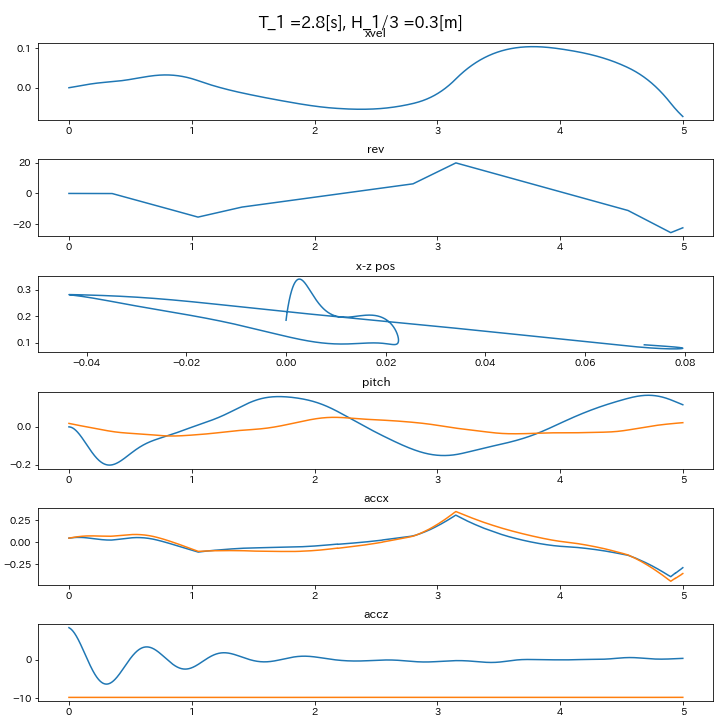 T_1 =2.8[s], H_1/3 =0.3[m]
xvel
0.1
0.0
0 1 2 3 4 5
rev
20
0
−20
0 1 2 3 4 5
x-z pos
0.3
0.2
0.1
−0.04 −0.02 0.00 0.02 0.04 0.06 0.08
pitch
0.0
−0.2
0 1 2 3 4 5
accx
0.25
0.00
−0.25
0 1 2 3 4 5
accz
0
−10
0 1 2 3 4 5